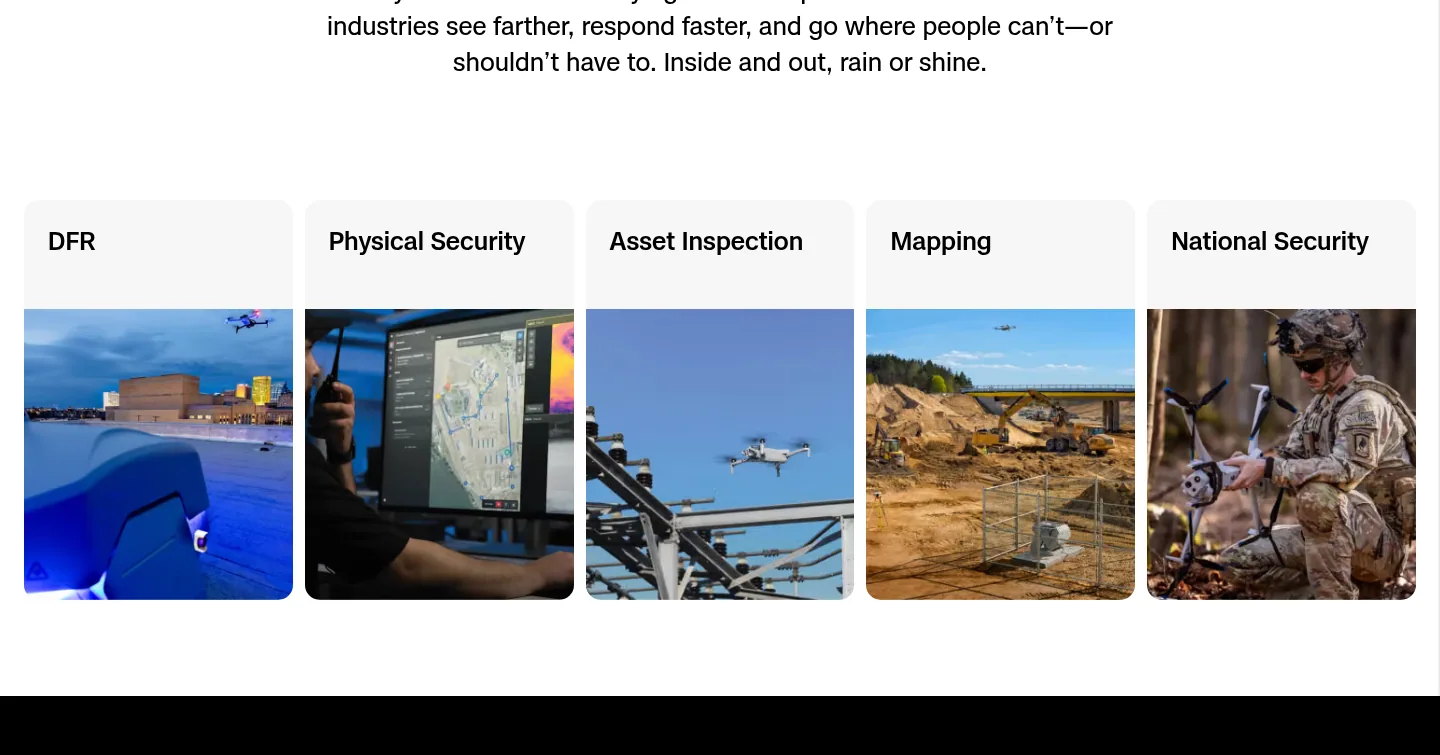 industries see farther, respond faster, and go where people can’t—or
shouldn’t have to. Inside and out, rain or shine.
DFR
Physical Security
Asset Inspection
Mapping
National Security